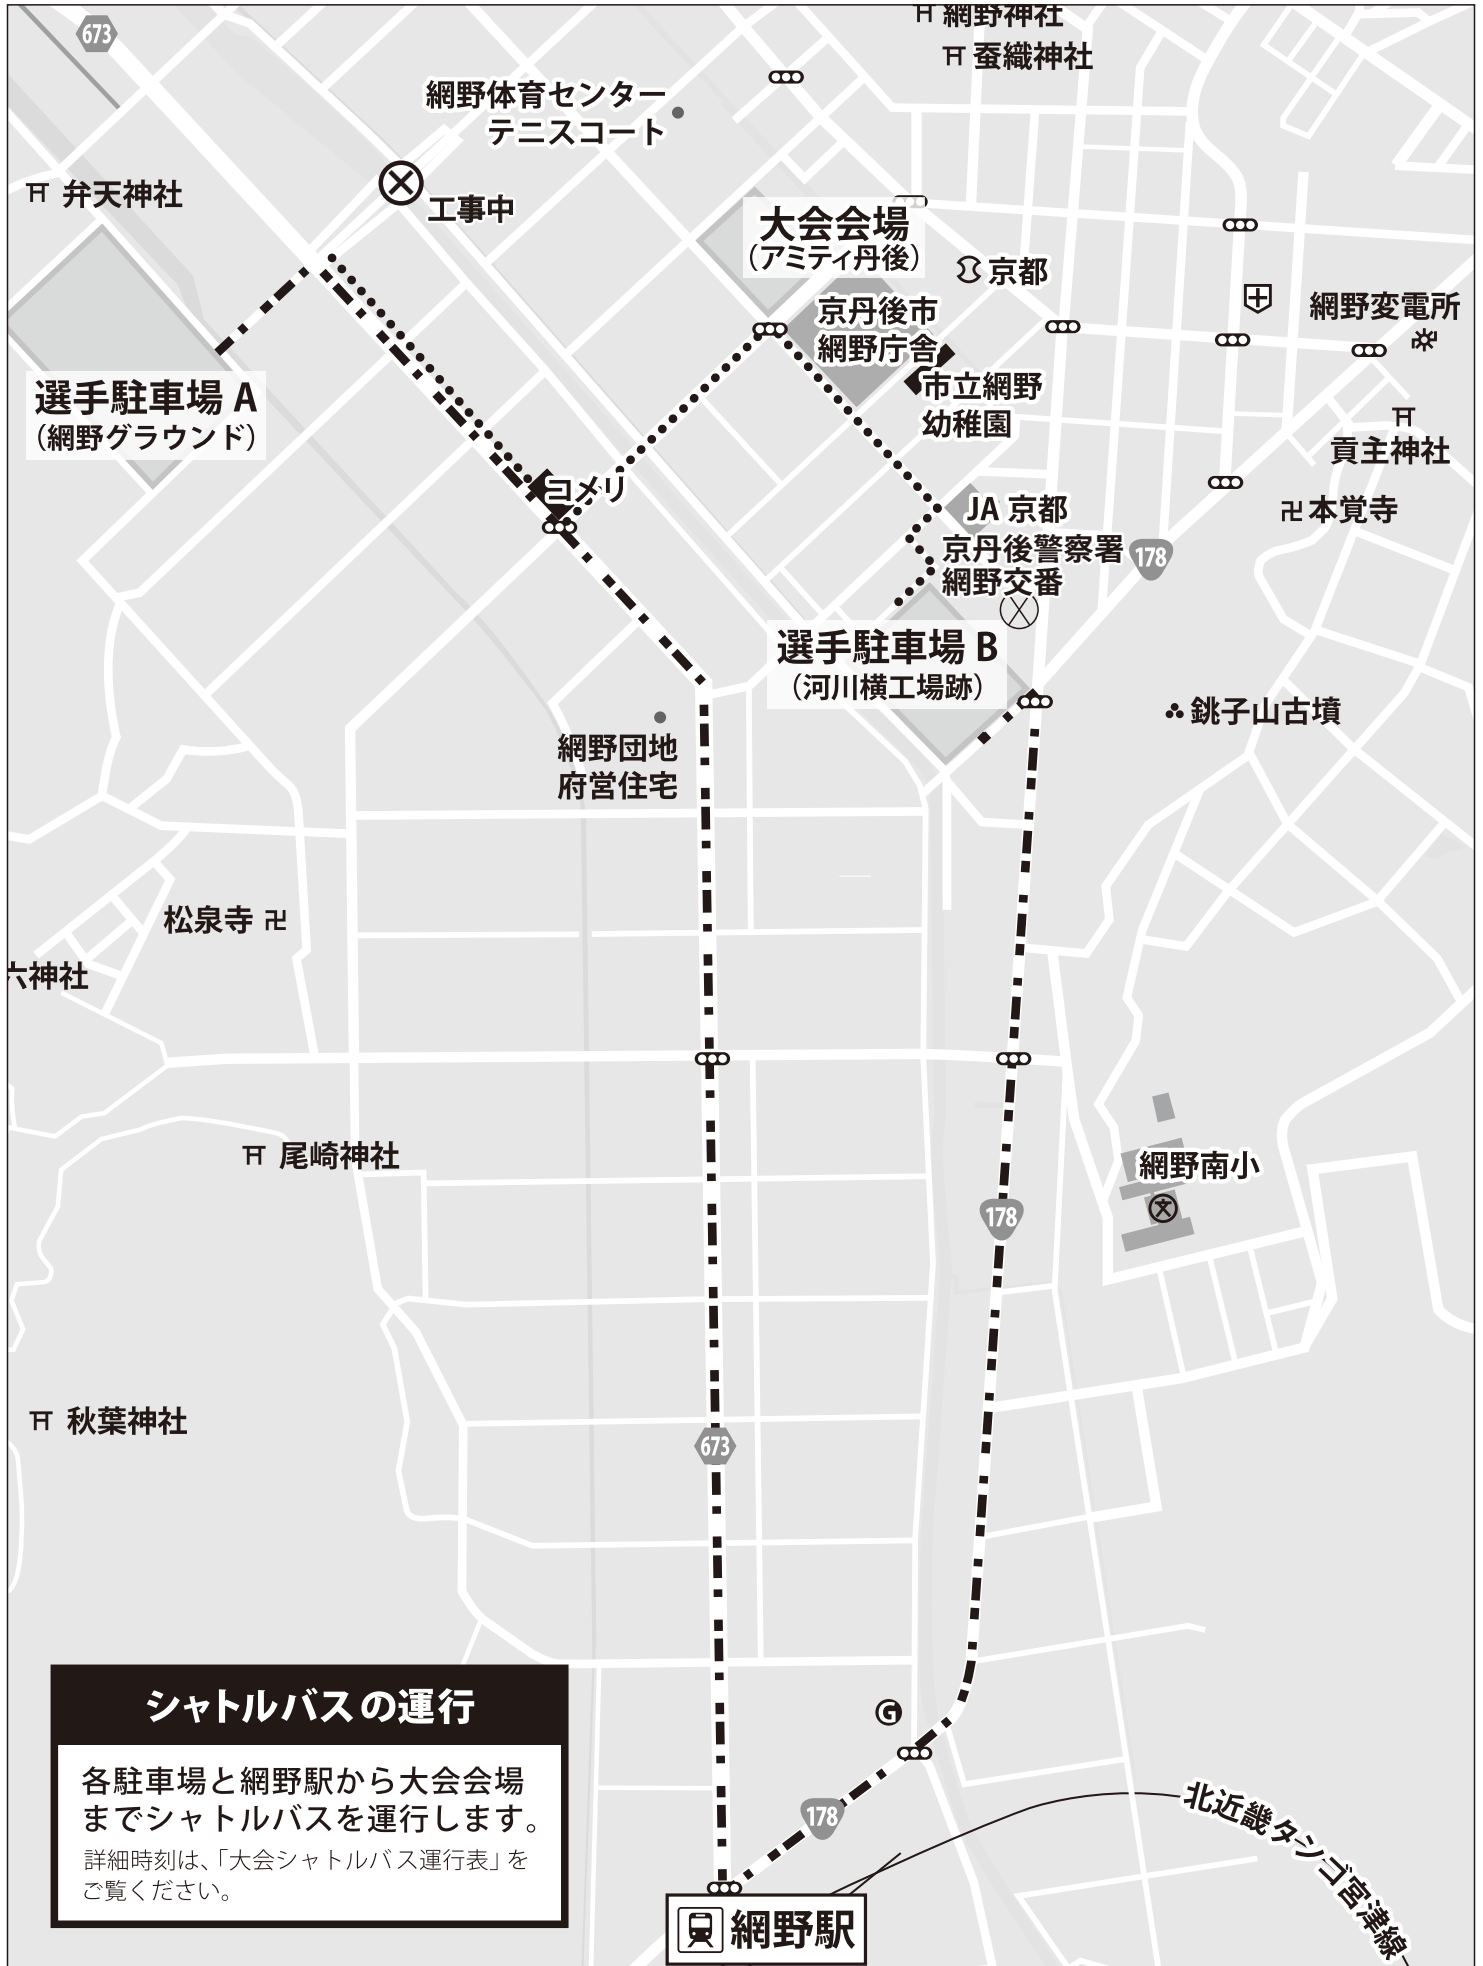 673
网野神社
蚕織神社
網野体育センター
テニスコート
弁天神社
工事中
大会会場
（アミティ丹後）
京都
京丹後市
網野庁舎
網野変電所
市立網野
幼稚園
選手駐車場 A
（網野グラウンド）
貢主神社
ヨメリ
本覚寺
JA 京都
京丹後警察署
網野交番
178
選手駐車場 B
（河川横工場跡）
銚子山古墳
網野団地
府営住宅
松泉寺
六神社
尾崎神社
網野南小
文
178
秋葉神社
673
シャトルバスの運行
各駐車場と網野駅から大会会場
までシャトルバスを運行します。
詳細時刻は、「大会シャトルバス運行表」を
ご覧ください。
G
178
北近畿タンゴ宮津線
網野駅